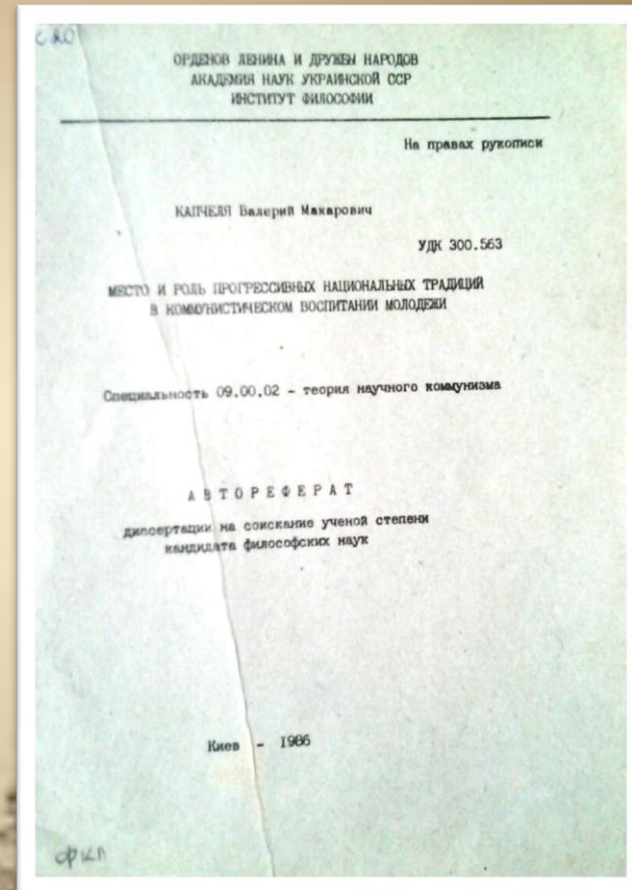 ОРДЕНОВ ЛЕНИНА И ДРУЖБЫ НАРОДОВ
АКАДЕМИЯ НАУК УКРАИНСКОЙ ССР
ИНСТИТУТ ФИЛОСОФИИ
На правах рукописи
КАПЧЕЛЯ Валерий Макарович
УДК 300.563
МЕСТО И РОЛЬ ПРОГРЕССИВНЫХ НАЦИОНАЛЬНЫХ ТРАДИЦИЙ
В КОММУНИСТИЧЕСКОМ ВОСПИТАНИИ МОЛОДЕЖИ
Специальность 09.00.02 - теория научного коммунизма
АВТОРЕФЕРАТ
диссертации на соискание ученой степени
кандидата философских наук
Киев - 1986